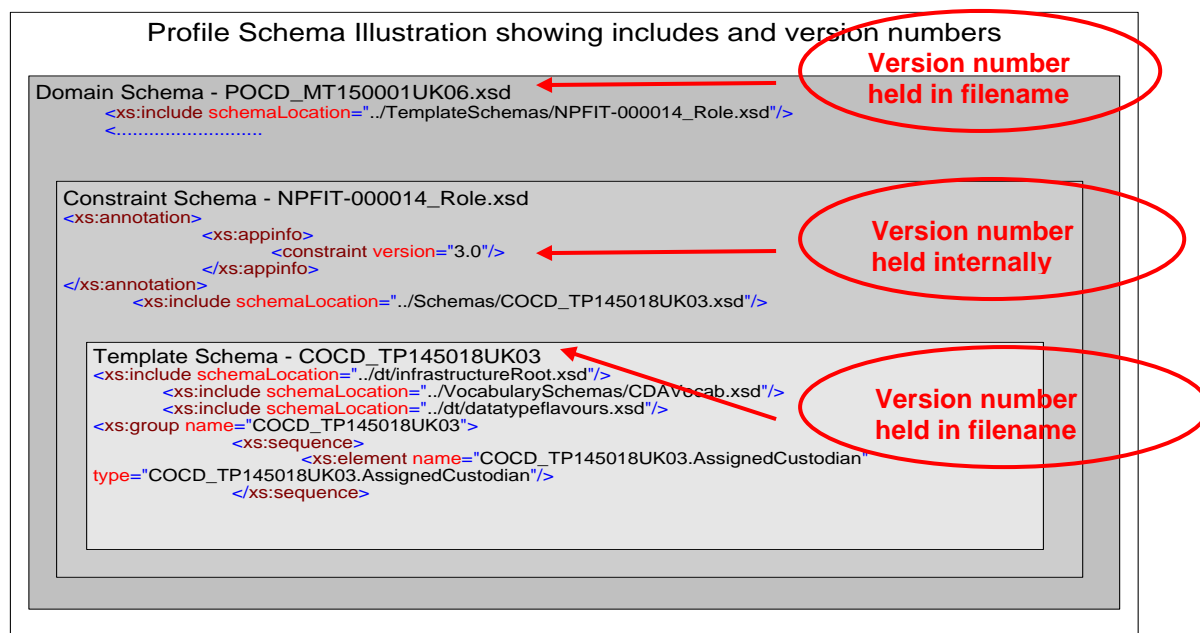 Profile Schema Illustration showing includes and version numbers
Version number
held in filename
Domain Schema - POCD_MT150001UK06.xsd
<xs:include schemaLocation="../TemplateSchemas/NPFIT-000014_Role.xsd"/>
<...........................
Constraint Schema - NPFIT-000014_Role.xsd
<xs:annotation>
<xs:appinfo>
<constraint version="3.0"/>
</xs:appinfo>
</xs:annotation>
<xs:include schemaLocation="../Schemas/COCD_TP145018UK03.xsd"/>
Version number
held internally
Template Schema - COCD_TP145018UK03
<xs:include schemaLocation="../dt/infrastructureRoot.xsd"/>
<xs:include schemaLocation="../VocabularySchemas/CDAVocab.xsd"/>
<xs:include schemaLocation="../dt/datatypeflavours.xsd"/>
<xs:group name="COCD_TP145018UK03">
<xs:sequence>
<xs:element name="COCD_TP145018UK03.AssignedCustodian"
type="COCD_TP145018UK03.AssignedCustodian"/>
</xs:sequence>
Version number
held in filename